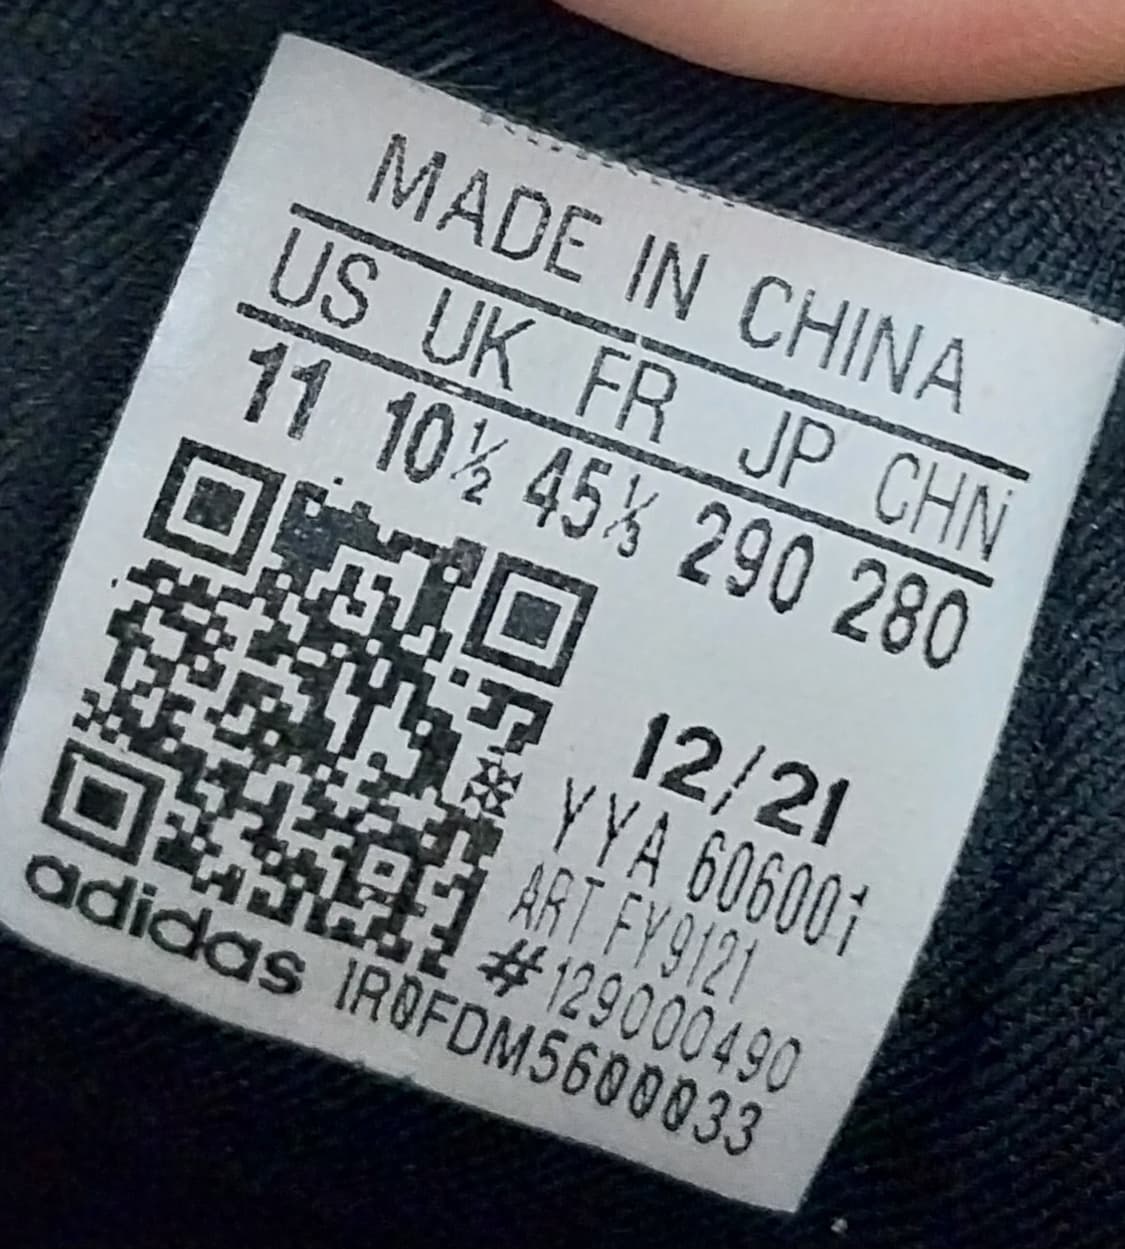 MADE IN CHINA
US UK FR JP CHN
11 10½ 45⅓ 290 280
12/21
YYA 606001
ART FY9121
#129000490
adidas 1R0FDM5600033